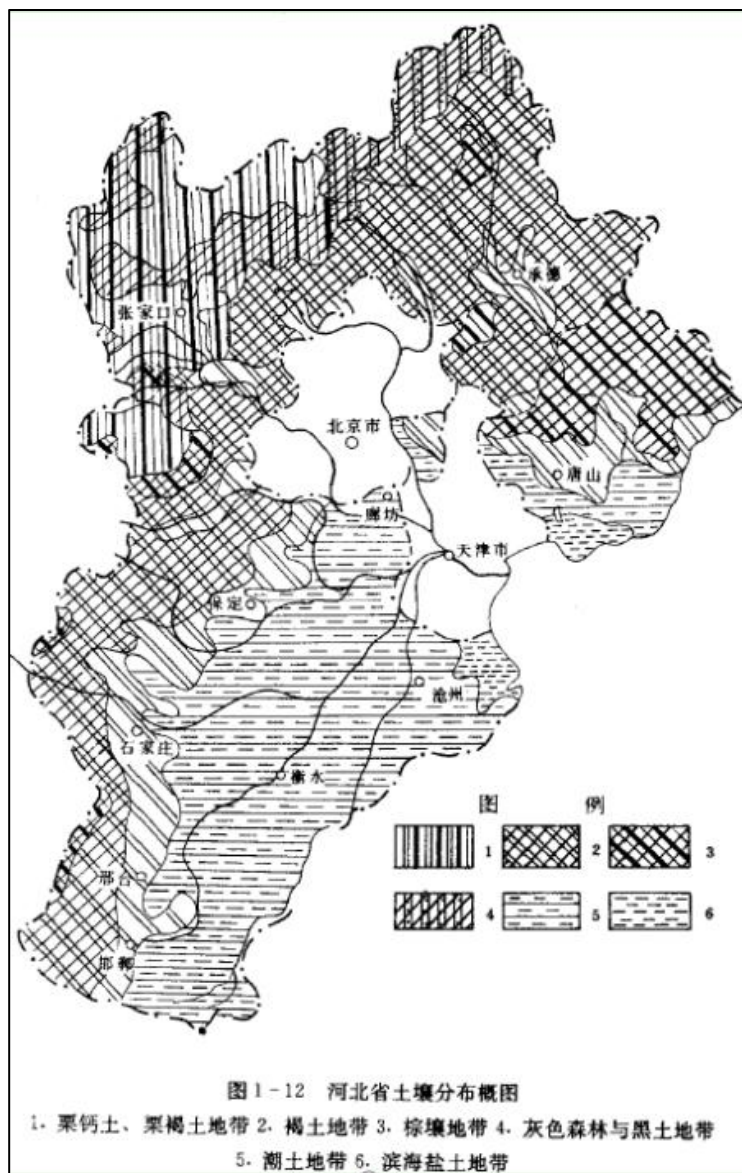 张家口
承德
北京市
唐山
廊坊
天津市
保定
沧州
石家庄
衡水
图 例
1 2 3
邢台
4 5 6
邯郸
图1-12 河北省土壤分布概图
1. 栗钙土、栗褐土地带 2. 褐土地带 3. 棕壤地带 4. 灰色森林与黑土地带
5. 潮土地带 6. 滨海盐土地带